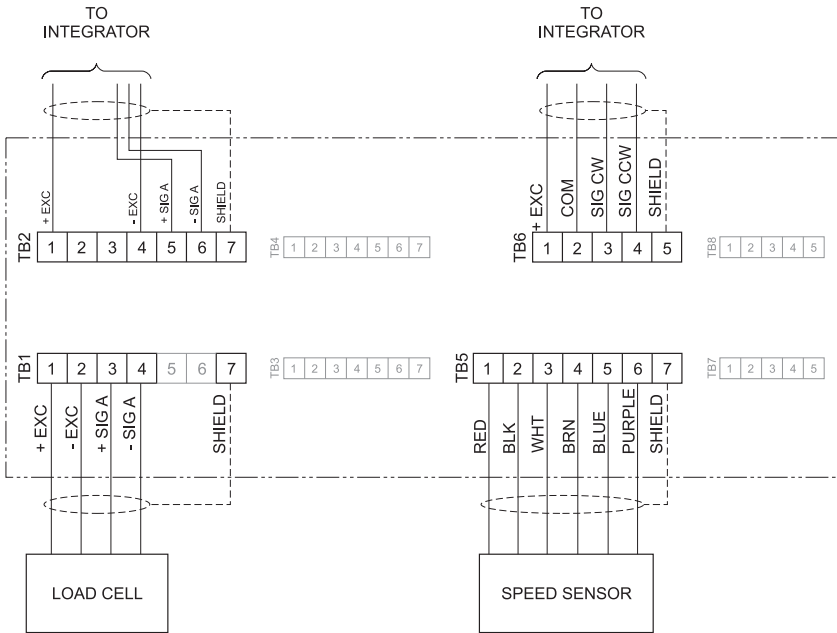 TO
INTEGRATOR
TO
INTEGRATOR
+ EXC
- EXC
+ SIG A
- SIG A
SHIELD
+ EXC
COM
SIG CW
SIG CCW
SHIELD
TB2 1 2 3 4 5 6 7
TB4 1 2 3 4 5 6 7
TB6 1 2 3 4 5
TB8 1 2 3 4 5
TB1 1 2 3 4 5 6 7
TB3 1 2 3 4 5 6 7
TB5 1 2 3 4 5 6 7
TB7 1 2 3 4 5
+ EXC
- EXC
+ SIG A
- SIG A
SHIELD
RED
BLK
WHT
BRN
BLUE
PURPLE
SHIELD
LOAD CELL
SPEED SENSOR